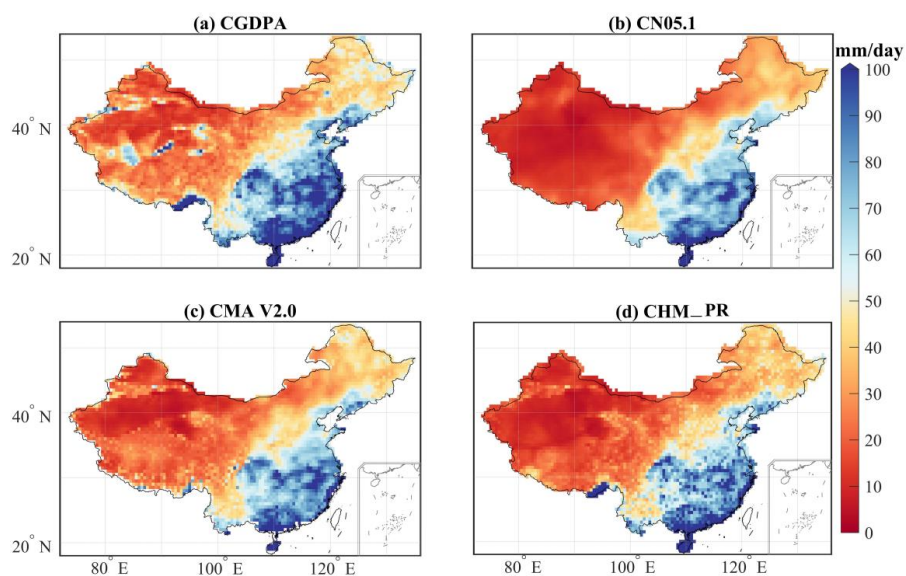 (a) CGDPA
(b) CN05.1
mm/day
100
90
80
70
60
50
40
30
20
10
0
40° N
20° N
(c) CMA V2.0
(d) CHM_PR
40° N
20° N
80° E
100° E
120° E
80° E
100° E
120° E